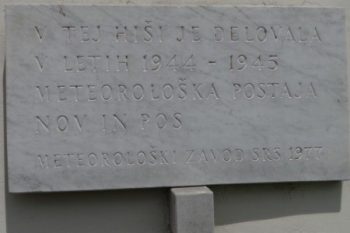 V TEJ HIŠI JE DELOVALA
V LETIH 1944 - 1945
METEOROLOŠKA POSTAJA
NOV IN POS
METEOROLOŠKI ZAVOD SRS 1977